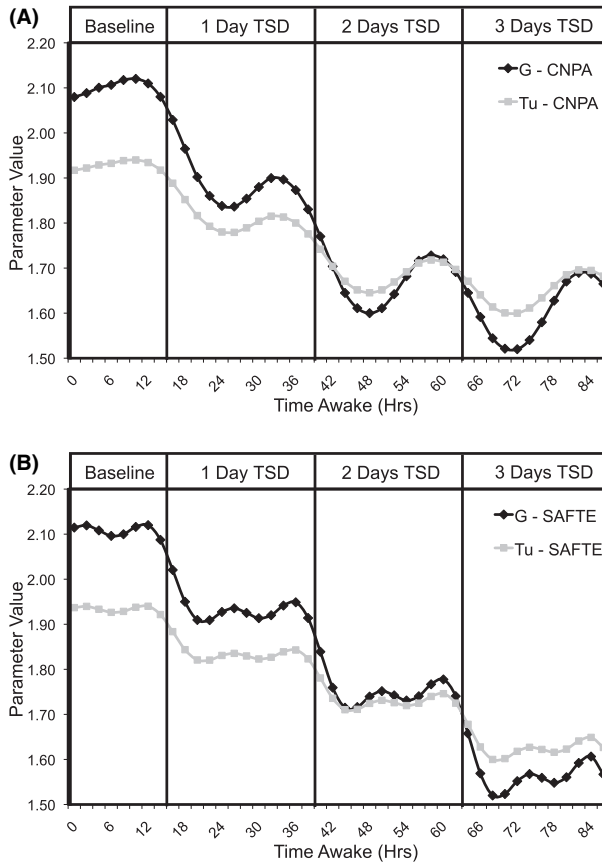 (A)
Baseline 1 Day TSD 2 Days TSD 3 Days TSD
2.20
2.10
2.00
1.90
1.80
1.70
1.60
1.50
Parameter Value
G - CNPA
Tu - CNPA
0 6 12 18 24 30 36 42 48 54 60 66 72 78 84
Time Awake (Hrs)
(B)
Baseline 1 Day TSD 2 Days TSD 3 Days TSD
2.20
2.10
2.00
1.90
1.80
1.70
1.60
1.50
Parameter Value
G - SAFTE
Tu - SAFTE
0 6 12 18 24 30 36 42 48 54 60 66 72 78 84
Time Awake (Hrs)